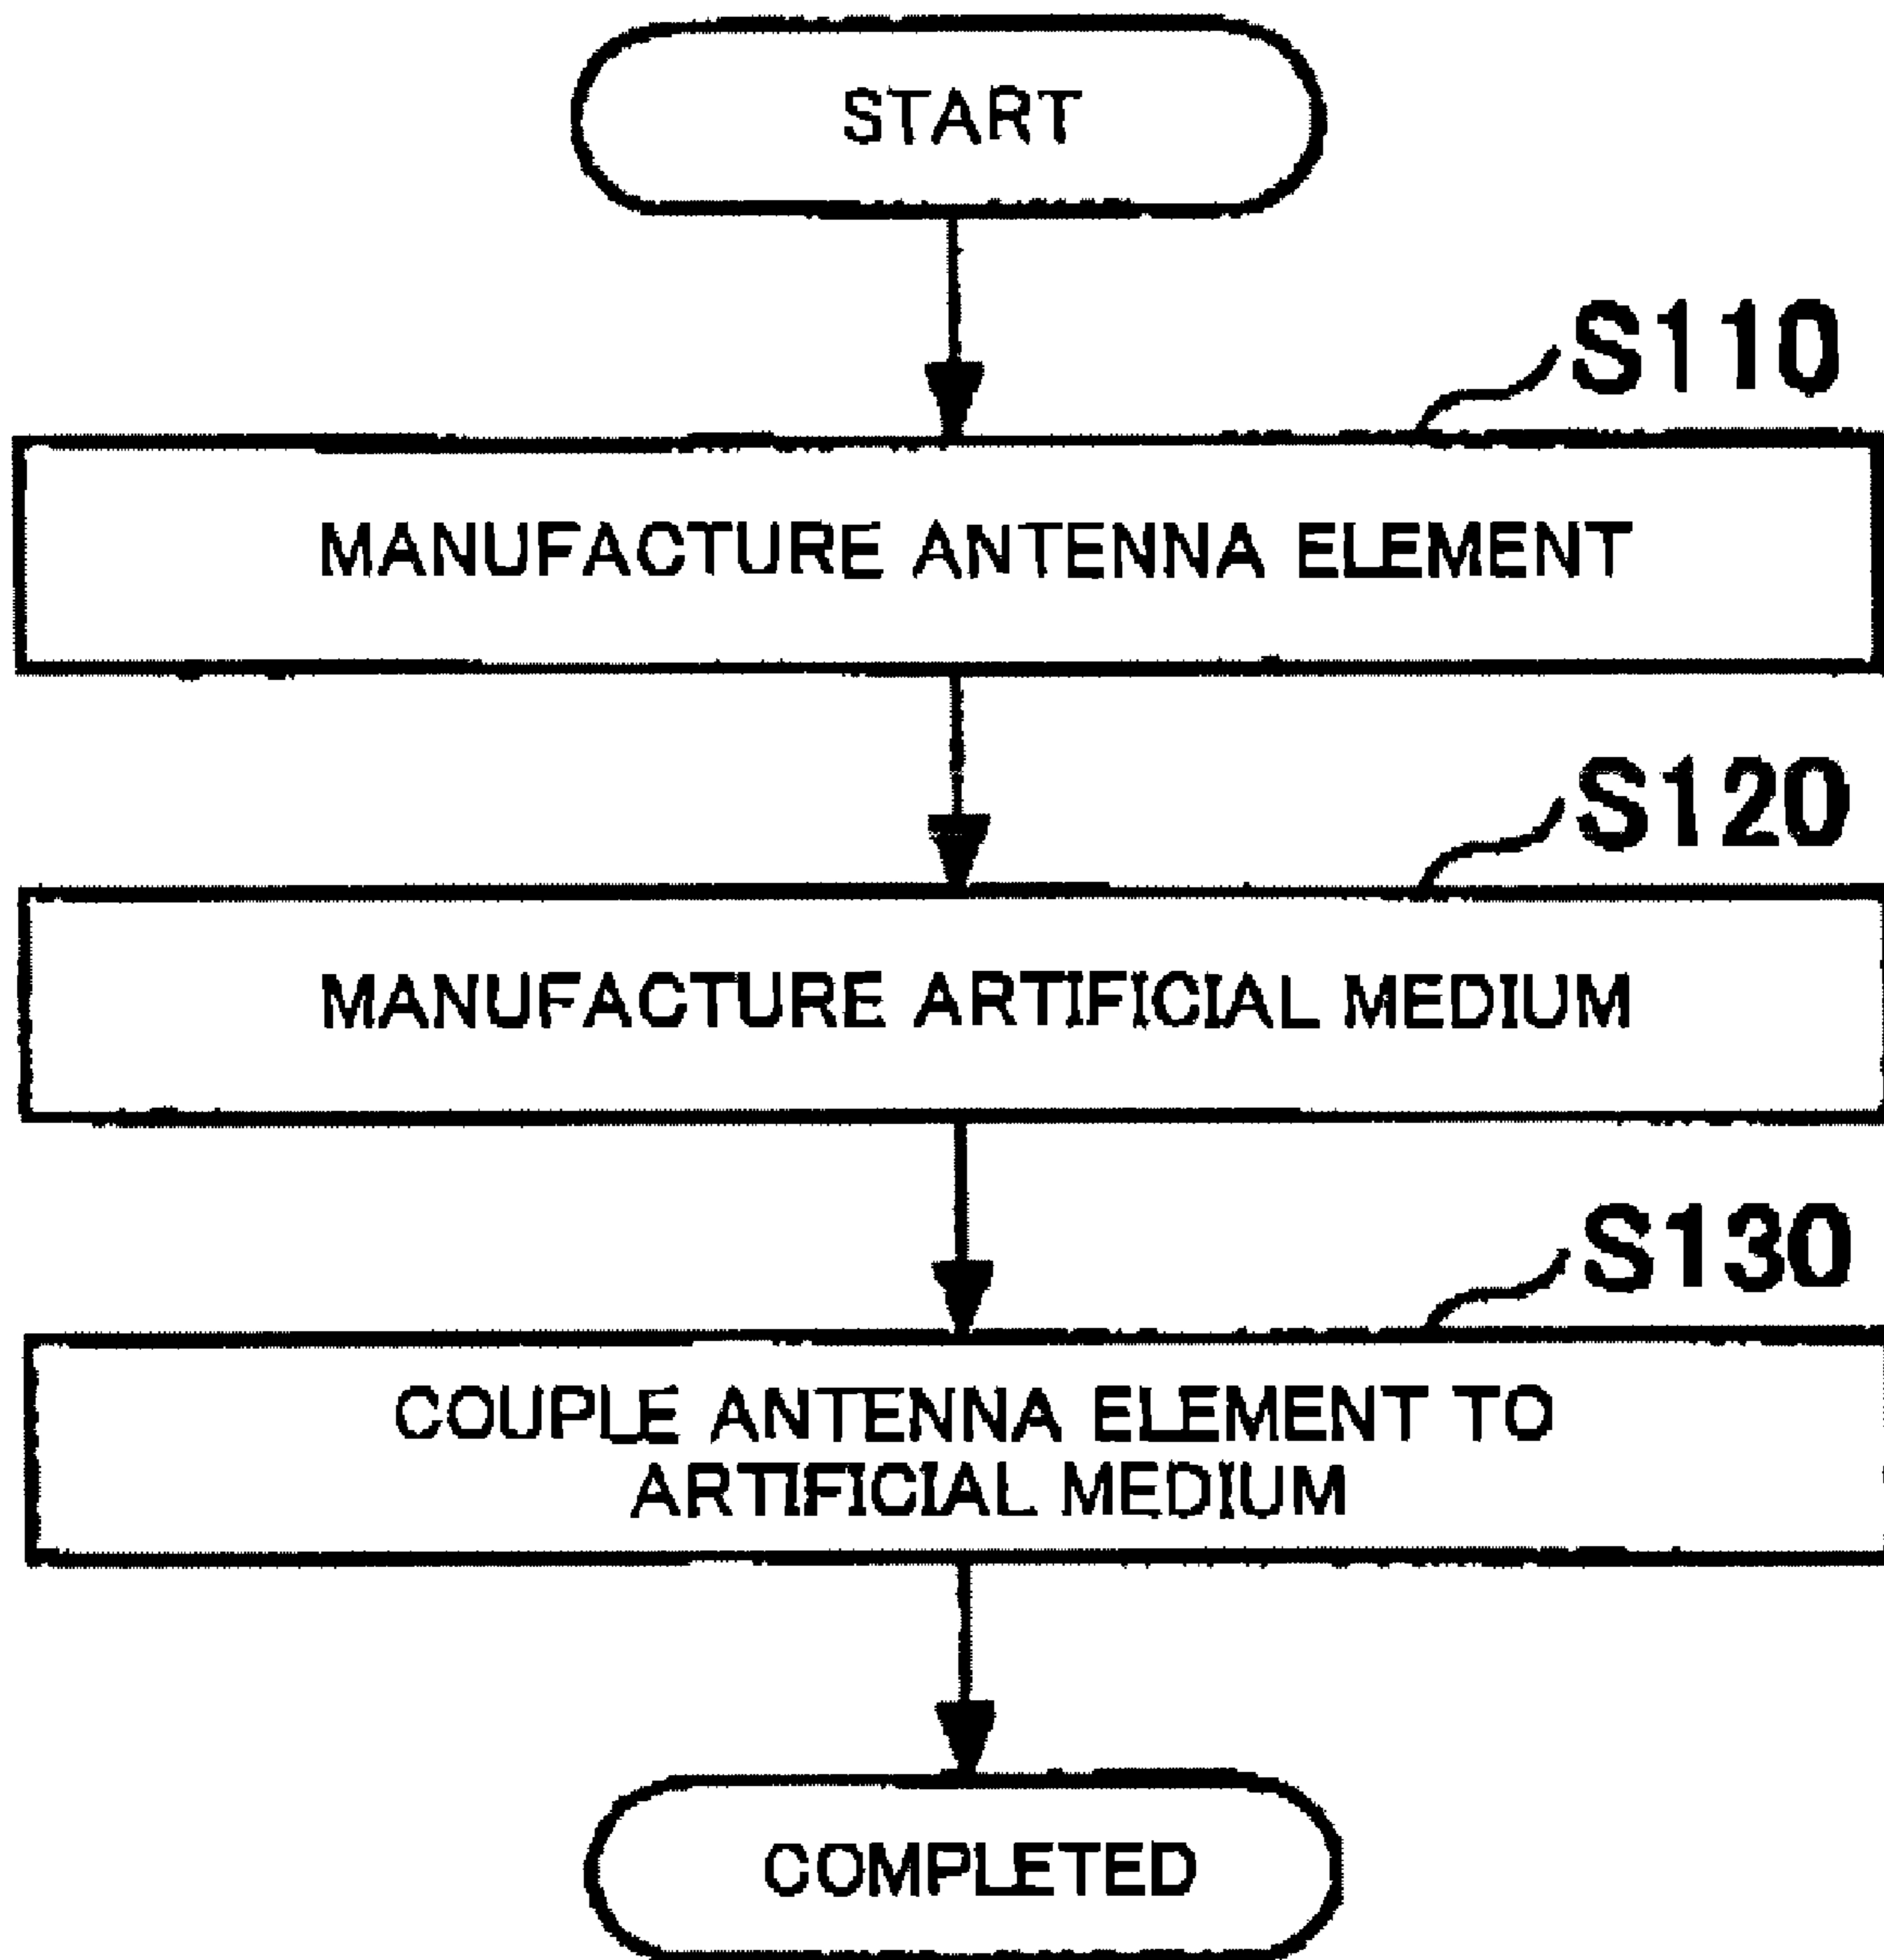 START
S110
MANUFACTURE ANTENNA ELEMENT
S120
MANUFACTURE ARTIFICIAL MEDIUM
S130
COUPLE ANTENNA ELEMENT TO
ARTIFICIAL MEDIUM
COMPLETED